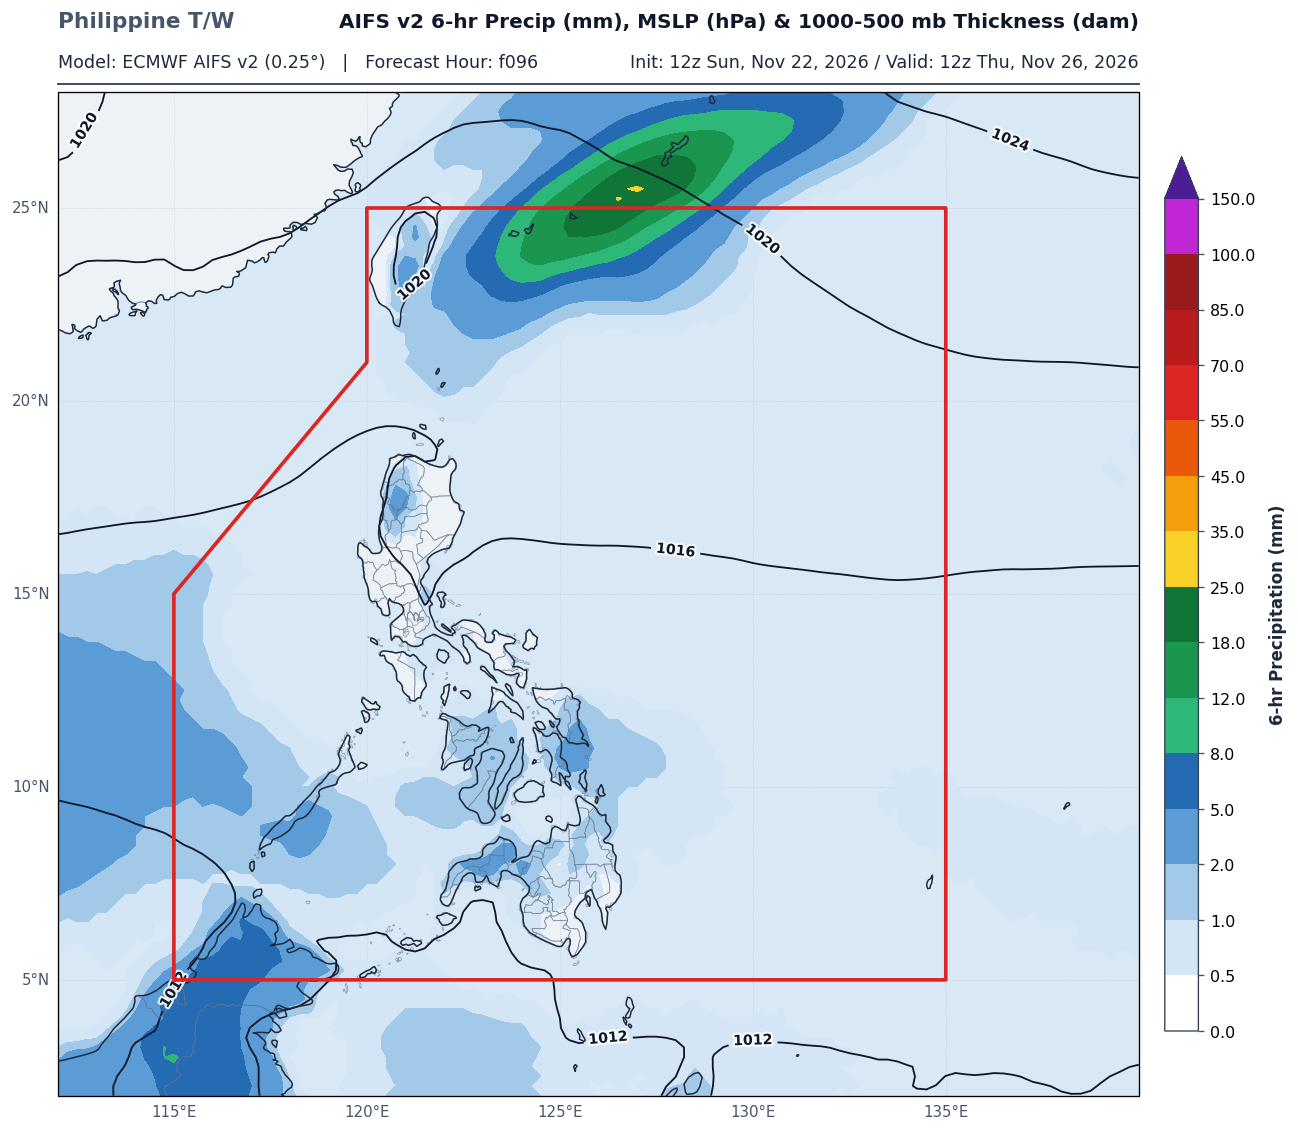 Philippine T/W
AIFS v2 6-hr Precip (mm), MSLP (hPa) & 1000-500 mb Thickness (dam)
Model: ECMWF AIFS v2 (0.25°) | Forecast Hour: f096
Init: 12z Sun, Nov 22, 2026 / Valid: 12z Thu, Nov 26, 2026
1020
1024
1020
1020
1016
1012
1012
1012
25°N
20°N
15°N
10°N
5°N
115°E
120°E
125°E
130°E
135°E
150.0
100.0
85.0
70.0
55.0
45.0
35.0
25.0
18.0
12.0
8.0
5.0
2.0
1.0
0.5
0.0
6-hr Precipitation (mm)